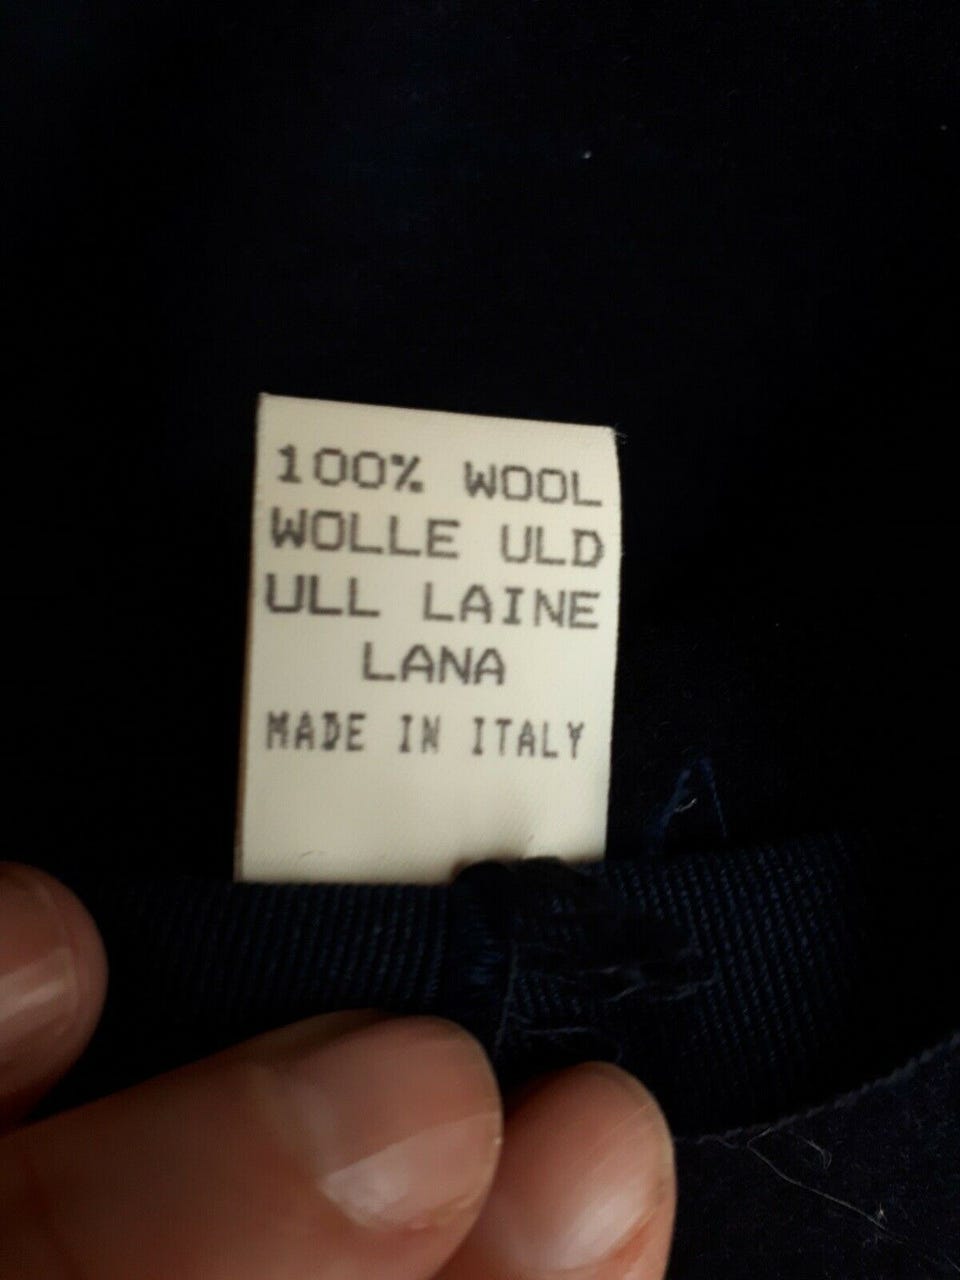 100% WOOL
WOLLE ULD
ULL LAINE
LANA
MADE IN ITALY